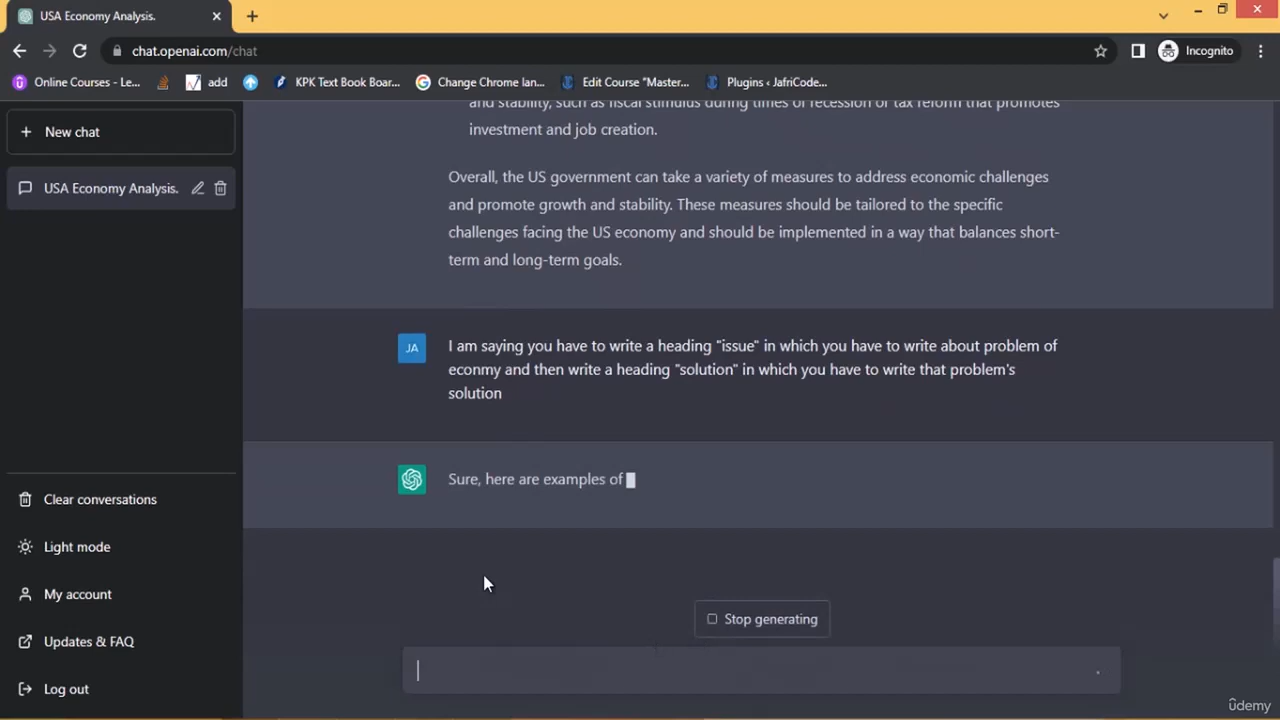 USA Economy Analysis.
chat.openai.com/chat
Incognito
Online Courses - Le...
add
KPK Text Book Boar...
Change Chrome lan...
Edit Course "Master...
Plugins ‹ JafriCode...
New chat
USA Economy Analysis.
and stability, such as fiscal stimulus during times of recession or tax reform that promotes
investment and job creation.
Overall, the US government can take a variety of measures to address economic challenges
and promote growth and stability. These measures should be tailored to the specific
challenges facing the US economy and should be implemented in a way that balances short-
term and long-term goals.
JA
I am saying you have to write a heading "issue" in which you have to write about problem of
econmy and then write a heading "solution" in which you have to write that problem's
solution
Sure, here are examples of
Clear conversations
Light mode
My account
Updates & FAQ
Log out
Stop generating
ûdemy